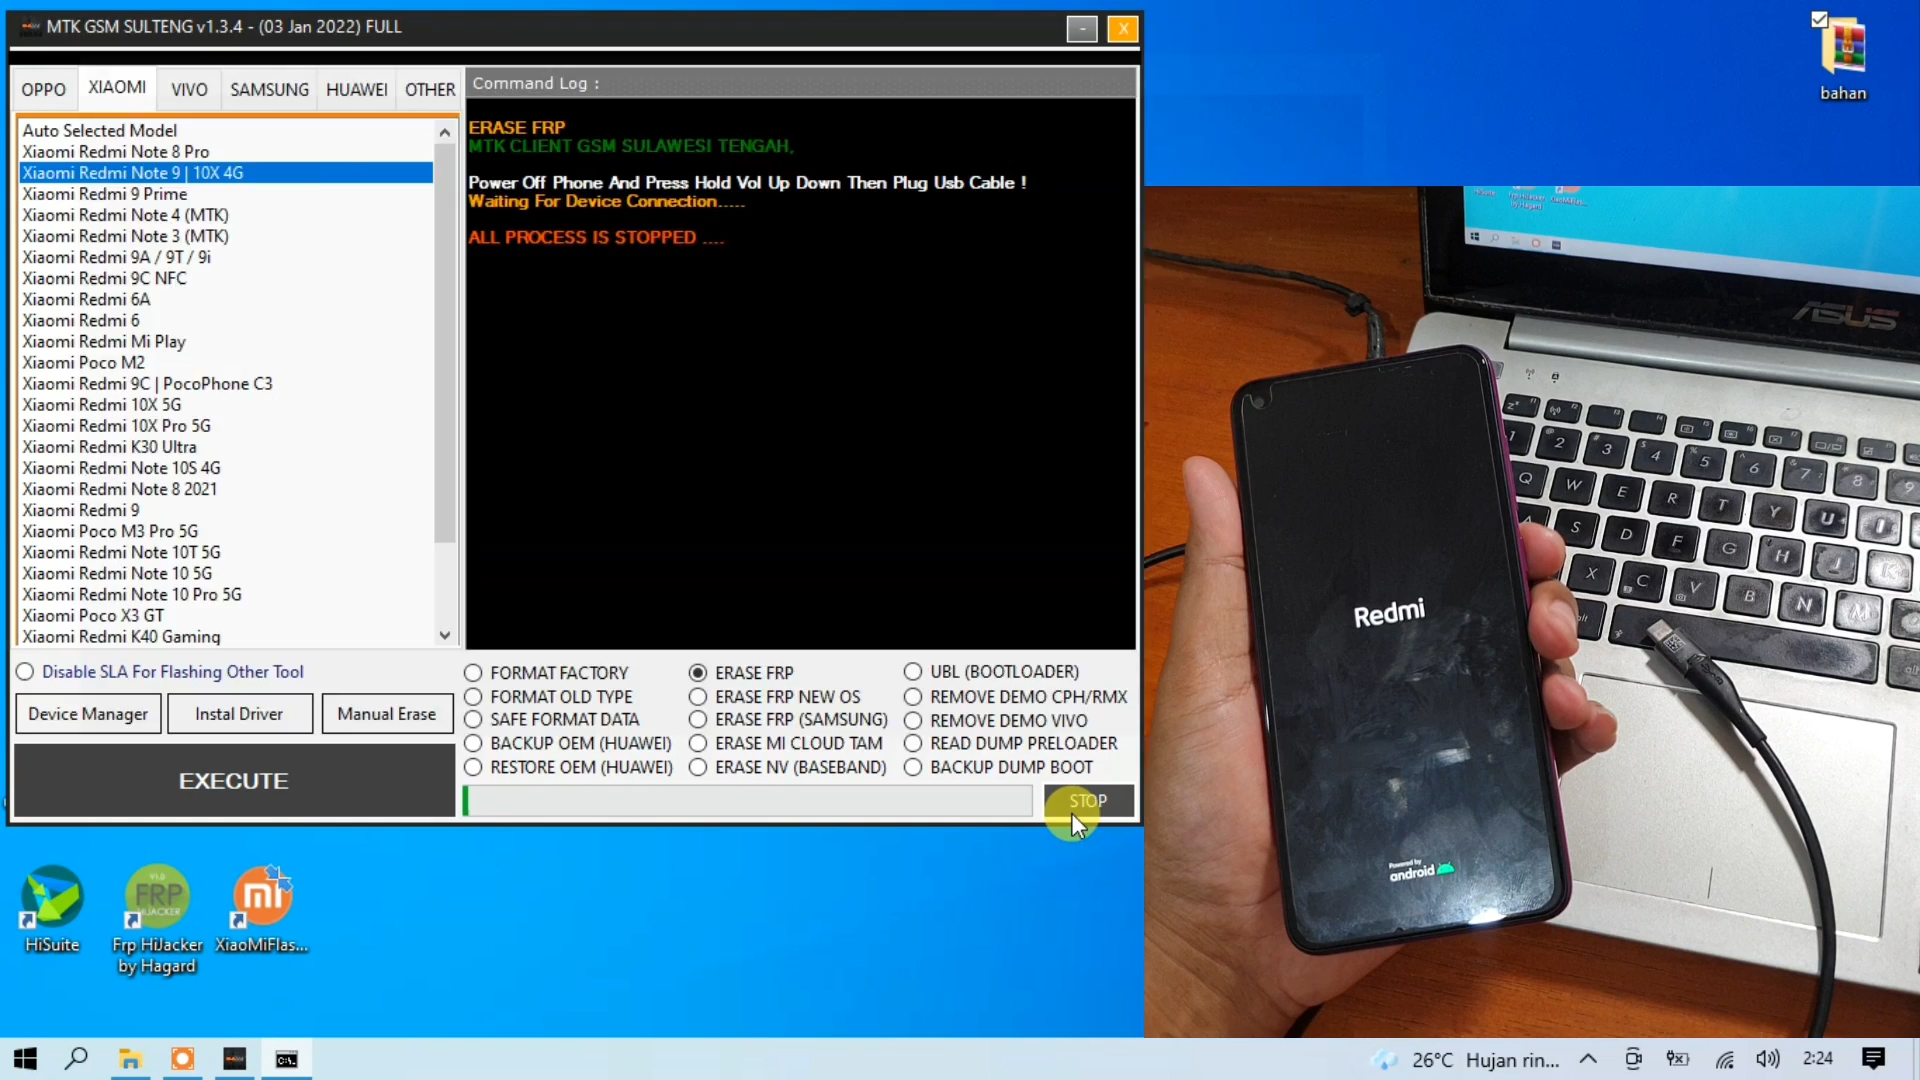 MTK GSM SULTENG v1.3.4 - (03 Jan 2022) FULL
-
X
bahan
OPPO
XIAOMI
VIVO
SAMSUNG
HUAWEI
OTHER
Command Log :
Auto Selected Model
Xiaomi Redmi Note 8 Pro
Xiaomi Redmi Note 9 | 10X 4G
Xiaomi Redmi 9 Prime
Xiaomi Redmi Note 4 (MTK)
Xiaomi Redmi Note 3 (MTK)
Xiaomi Redmi 9A / 9T / 9i
Xiaomi Redmi 9C NFC
Xiaomi Redmi 6A
Xiaomi Redmi 6
Xiaomi Redmi Mi Play
Xiaomi Poco M2
Xiaomi Redmi 9C | PocoPhone C3
Xiaomi Redmi 10X 5G
Xiaomi Redmi 10X Pro 5G
Xiaomi Redmi K30 Ultra
Xiaomi Redmi Note 10S 4G
Xiaomi Redmi Note 8 2021
Xiaomi Redmi 9
Xiaomi Poco M3 Pro 5G
Xiaomi Redmi Note 10T 5G
Xiaomi Redmi Note 10 5G
Xiaomi Redmi Note 10 Pro 5G
Xiaomi Poco X3 GT
Xiaomi Redmi K40 Gaming
ERASE FRP
MTK CLIENT GSM SULAWESI TENGAH,
Power Off Phone And Press Hold Vol Up Down Then Plug Usb Cable !
Waiting For Device Connection.....
ALL PROCESS IS STOPPED ....
Disable SLA For Flashing Other Tool
Device Manager
Instal Driver
Manual Erase
EXECUTE
FORMAT FACTORY
FORMAT OLD TYPE
SAFE FORMAT DATA
BACKUP OEM (HUAWEI)
RESTORE OEM (HUAWEI)
ERASE FRP
ERASE FRP NEW OS
ERASE FRP (SAMSUNG)
ERASE MI CLOUD TAM
ERASE NV (BASEBAND)
UBL (BOOTLOADER)
REMOVE DEMO CPH/RMX
REMOVE DEMO VIVO
READ DUMP PRELOADER
BACKUP DUMP BOOT
STOP
ASUS
Redmi
Powered by
android
HiSuite
V1.0
FRP
HIJACKER
Frp HiJacker
by Hagard
XiaoMiFlas...
26°C Hujan rin...
2:24